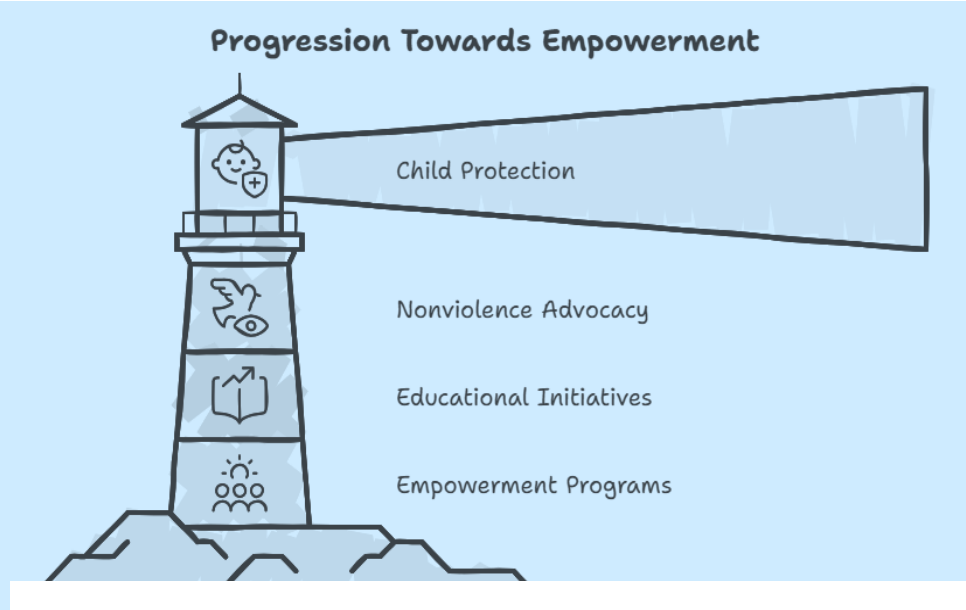 Progression Towards Empowerment
Child Protection
Nonviolence Advocacy
Educational Initiatives
Empowerment Programs